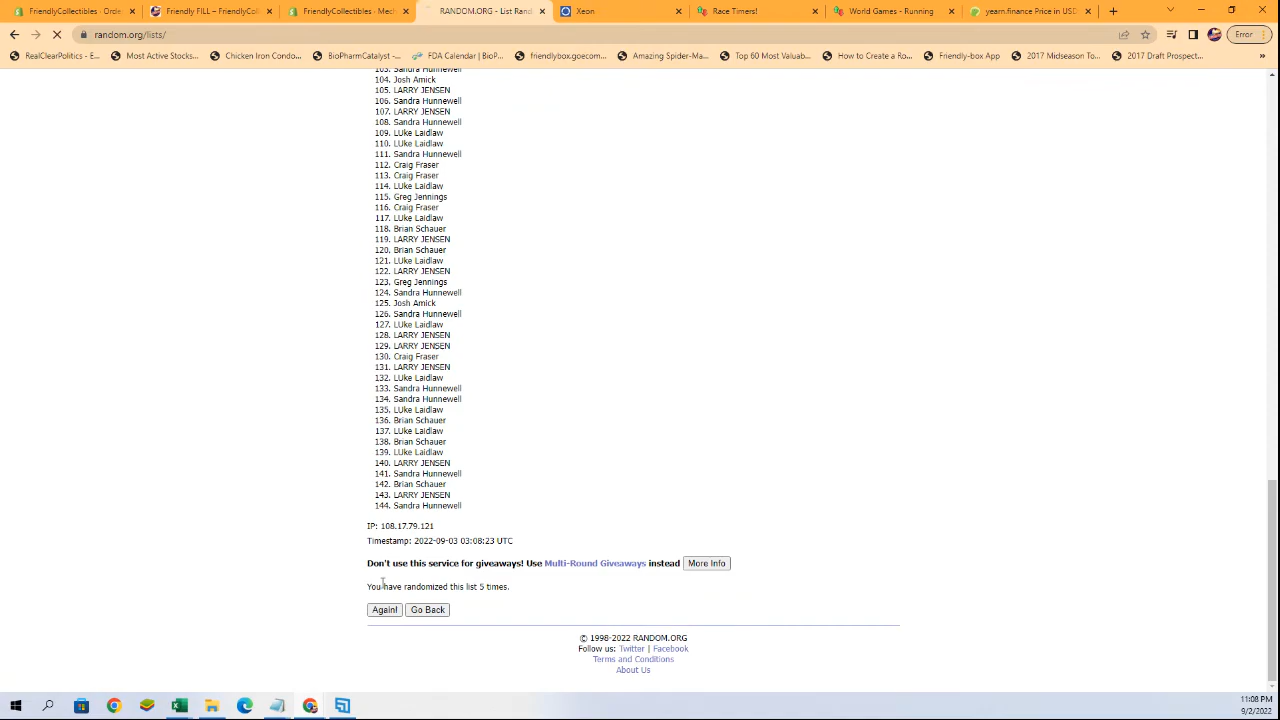 FriendlyCollectibles · Orde
Friendly FILL – FriendlyCol
FriendlyCollectibles · Mech
RANDOM.ORG - List Rand
Xeon
Race Timers!
World Games - Running
yearn.finance Price in USD
random.org/lists/
Error
RealClearPolitics - E...
Most Active Stocks...
Chicken Iron Condo...
BioPharmCatalyst -...
FDA Calendar | BioP...
friendlybox.goecom...
Amazing Spider-Ma...
Top 60 Most Valuab...
How to Create a Ro...
Friendly-box App
2017 Midseason To...
2017 Draft Prospect...
»
103. Sandra Hunnewell
104. Josh Amick
105. LARRY JENSEN
106. Sandra Hunnewell
107. LARRY JENSEN
108. Sandra Hunnewell
109. LUke Laidlaw
110. LUke Laidlaw
111. Sandra Hunnewell
112. Craig Fraser
113. Craig Fraser
114. LUke Laidlaw
115. Greg Jennings
116. Craig Fraser
117. LUke Laidlaw
118. Brian Schauer
119. LARRY JENSEN
120. Brian Schauer
121. LUke Laidlaw
122. LARRY JENSEN
123. Greg Jennings
124. Sandra Hunnewell
125. Josh Amick
126. Sandra Hunnewell
127. LUke Laidlaw
128. LARRY JENSEN
129. LARRY JENSEN
130. Craig Fraser
131. LARRY JENSEN
132. LUke Laidlaw
133. Sandra Hunnewell
134. Sandra Hunnewell
135. LUke Laidlaw
136. Brian Schauer
137. LUke Laidlaw
138. Brian Schauer
139. LUke Laidlaw
140. LARRY JENSEN
141. Sandra Hunnewell
142. Brian Schauer
143. LARRY JENSEN
144. Sandra Hunnewell
IP: 108.17.79.121
Timestamp: 2022-09-03 03:08:23 UTC
Don't use this service for giveaways! Use Multi-Round Giveaways instead More Info
You have randomized this list 5 times.
Again! Go Back
© 1998-2022 RANDOM.ORG
Follow us: Twitter | Facebook
Terms and Conditions
About Us
11:08 PM
9/2/2022